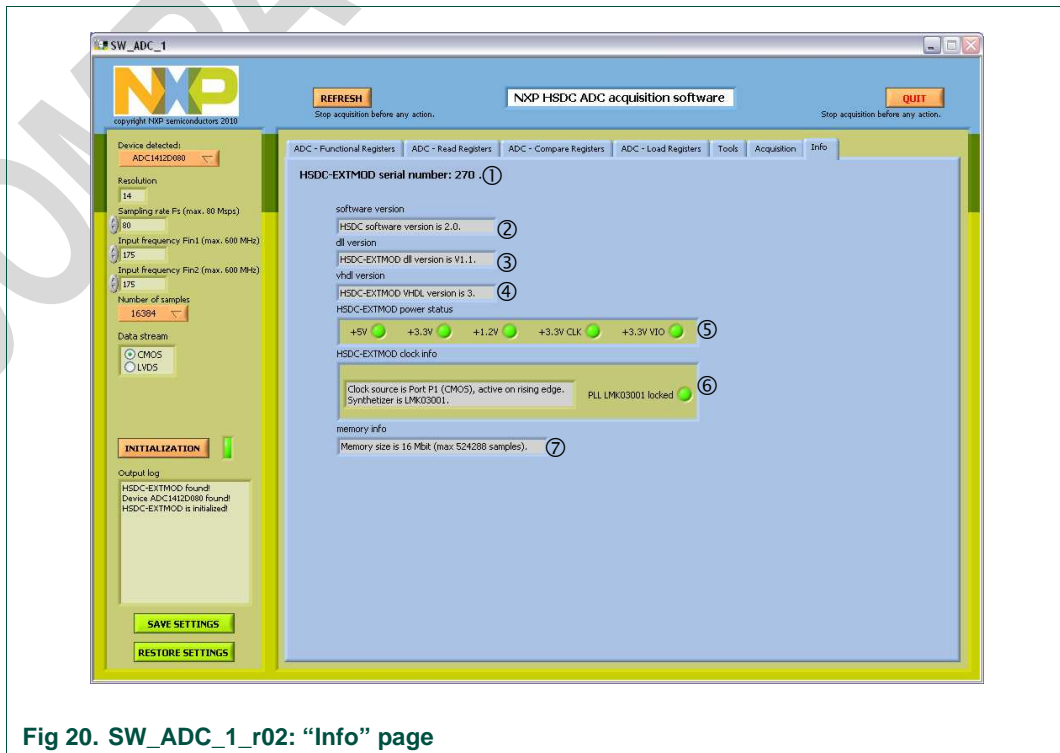 SW_ADC_1
NXP
copyright NXP semiconductors 2010
REFRESH
Stop acquisition before any action.
NXP HSDC ADC acquisition software
QUIT
Stop acquisition before any action.
Device detected:
ADC1412D080
Resolution
14
Sampling rate Fs (max. 80 Msps)
80
Input frequency Fin1 (max. 600 MHz)
175
Input frequency Fin2 (max. 600 MHz)
175
Number of samples
16384
Data stream
CMOS
LVDS
INITIALIZATION
Output log
HSDC-EXTMOD found!
Device ADC1412D080 found!
HSDC-EXTMOD is initialized!
SAVE SETTINGS
RESTORE SETTINGS
ADC - Functional Registers
ADC - Read Registers
ADC - Compare Registers
ADC - Load Registers
Tools
Acquisition
Info
HSDC-EXTMOD serial number: 270 . ①
software version
HSDC software version is 2.0. ②
dll version
HSDC-EXTMOD dll version is V1.1. ③
vhdl version
HSDC-EXTMOD VHDL version is 3. ④
HSDC-EXTMOD power status
+5V +3.3V +1.2V +3.3V CLK +3.3V VIO ⑤
HSDC-EXTMOD clock info
Clock source is Port P1 (CMOS), active on rising edge.
Synthetizer is LMK03001.
PLL LMK03001 locked ⑥
memory info
Memory size is 16 Mbit (max 524288 samples). ⑦
Fig 20. SW_ADC_1_r02: “Info” page